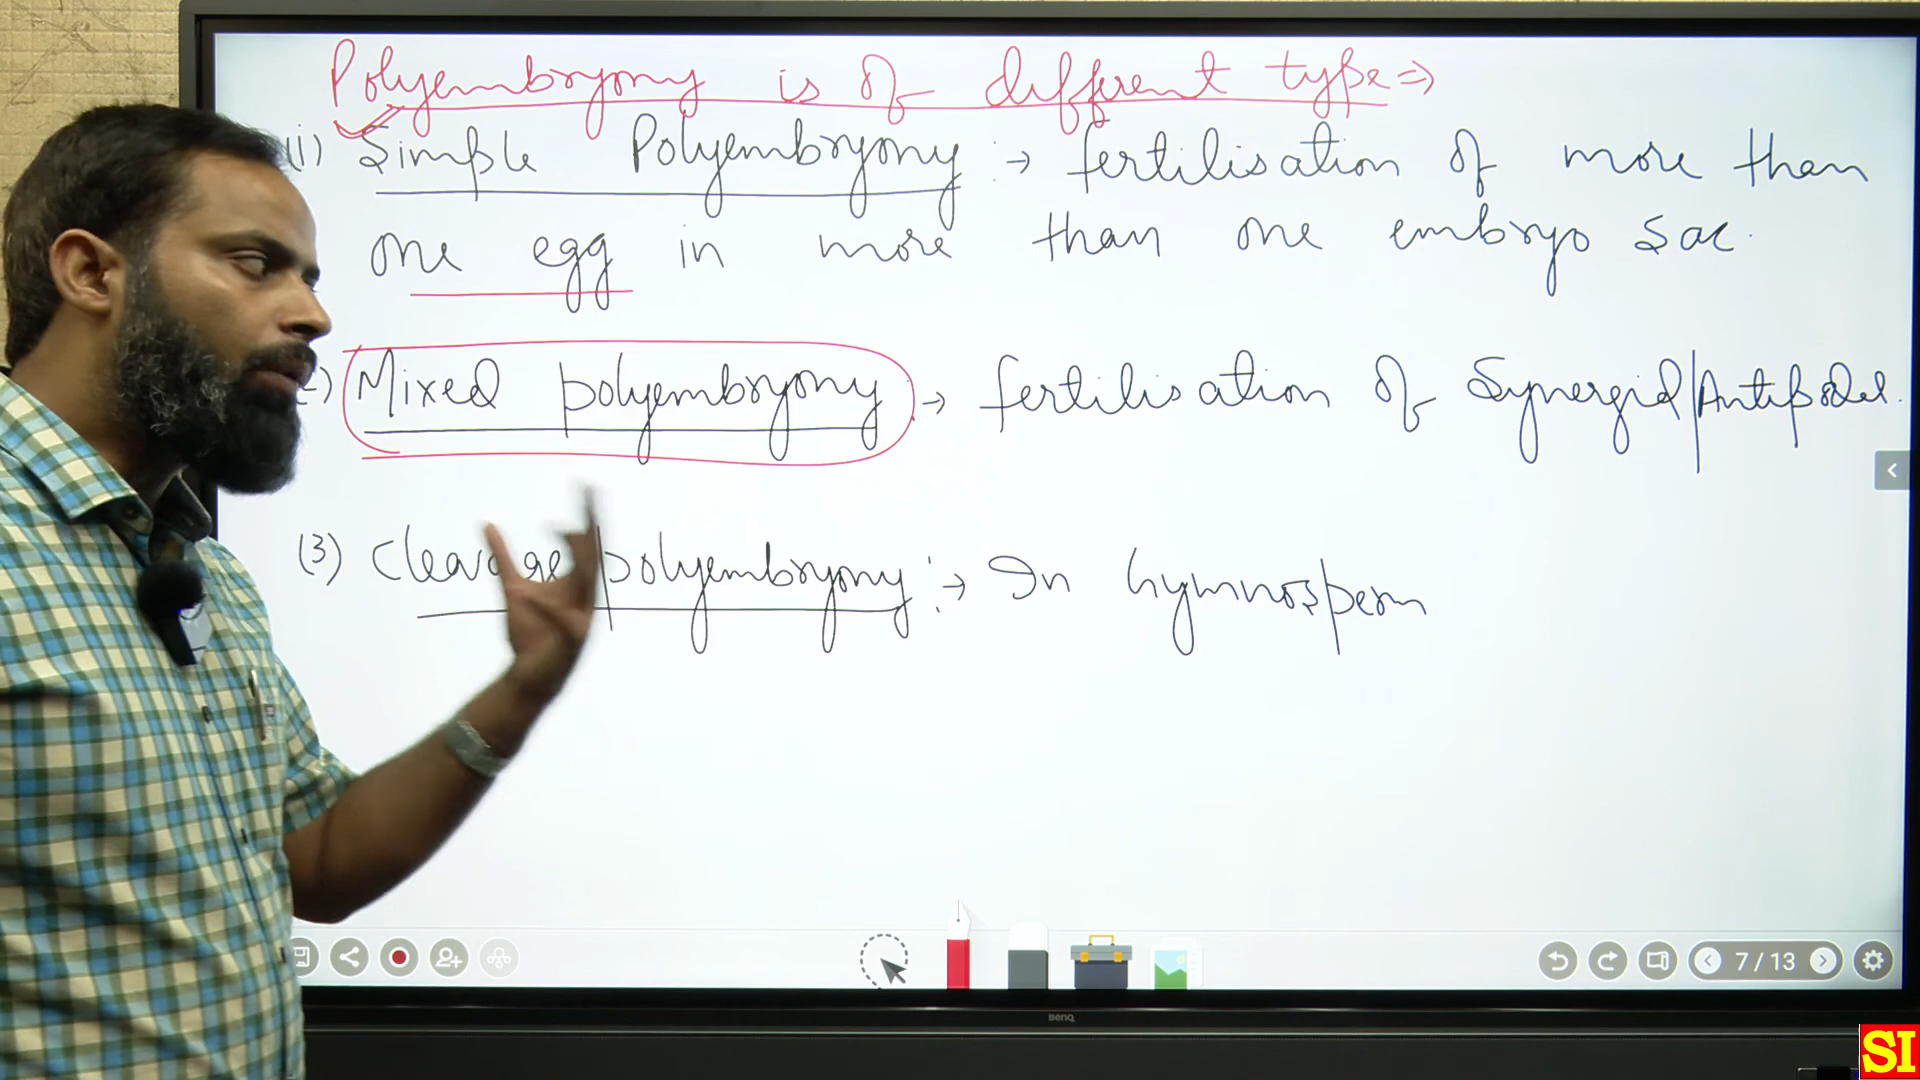 Polyembryony is of different type ⇒
(1) Simple Polyembryony :→ fertilisation of more than
one egg in more than one embryo sac.
2) Mixed polyembryony → fertilisation of Synergid/Antipodal.
(3) Cleavage polyembryony :→ In Gymnosperm
7 / 13
BenQ
SI